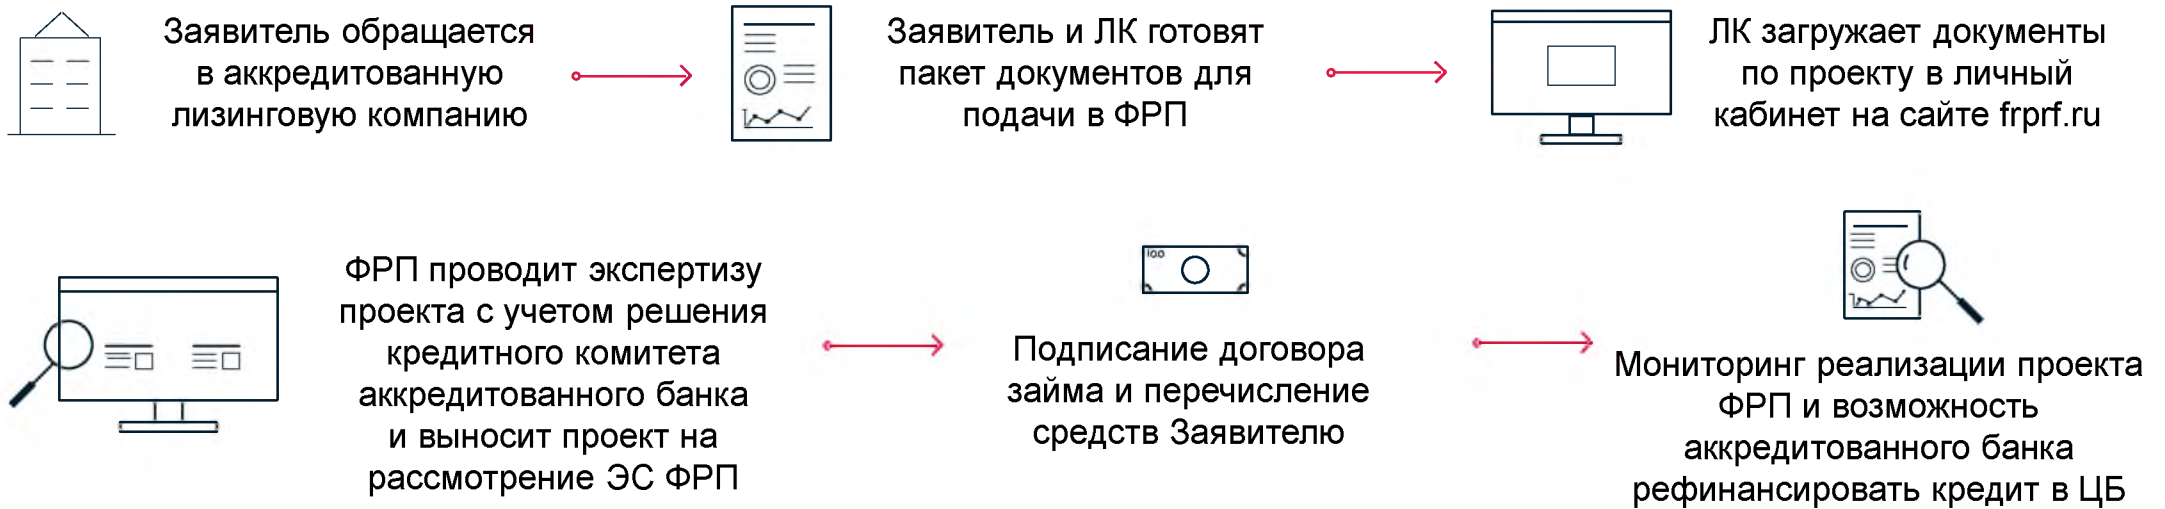 Заявитель обращается
в аккредитованную
лизинговую компанию
Заявитель и ЛК готовят
пакет документов для
подачи в ФРП
ЛК загружает документы
по проекту в личный
кабинет на сайте frprf.ru
ФРП проводит экспертизу
проекта с учетом решения
кредитного комитета
аккредитованного банка
и выносит проект на
рассмотрение ЭС ФРП
100
Подписание договора
займа и перечисление
средств Заявителю
Мониторинг реализации проекта
ФРП и возможность
аккредитованного банка
рефинансировать кредит в ЦБ